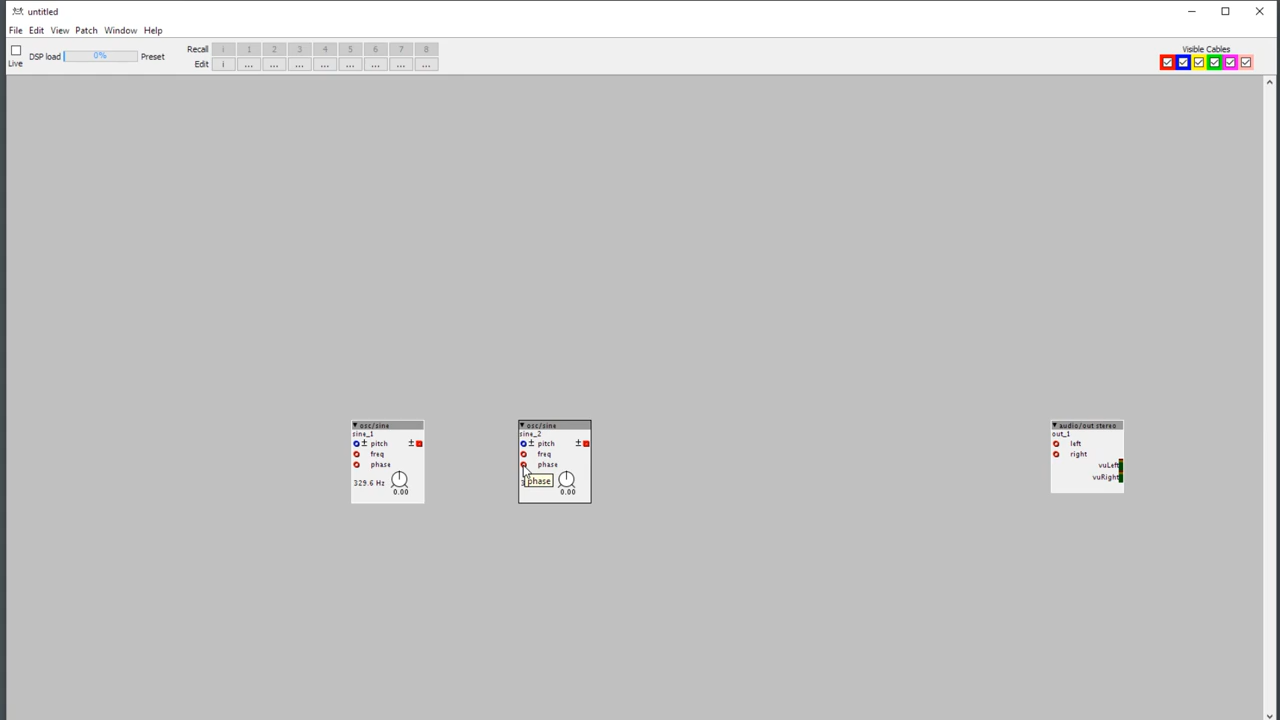 untitled
File Edit View Patch Window Help
Live DSP load 0% Preset Recall i 1 2 3 4 5 6 7 8 Visible Cables
Edit i ... ... ... ... ... ... ... ...
osc/sine
sine_1
± pitch ±
freq
phase
329.6 Hz 0.00
osc/sine
sine_2
± pitch ±
freq
phase
phase
0.00
audio/out stereo
out_1
left
right
vuLeft
vuRight